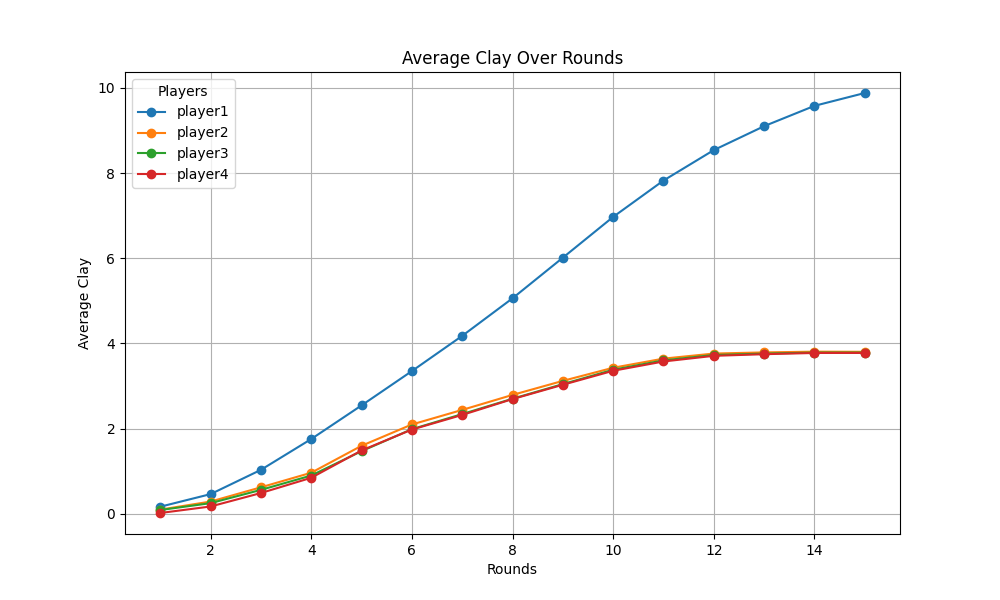 Average Clay Over Rounds
Players
player1
player2
player3
player4
Average Clay
10
8
6
4
2
0
2 4 6 8 10 12 14
Rounds